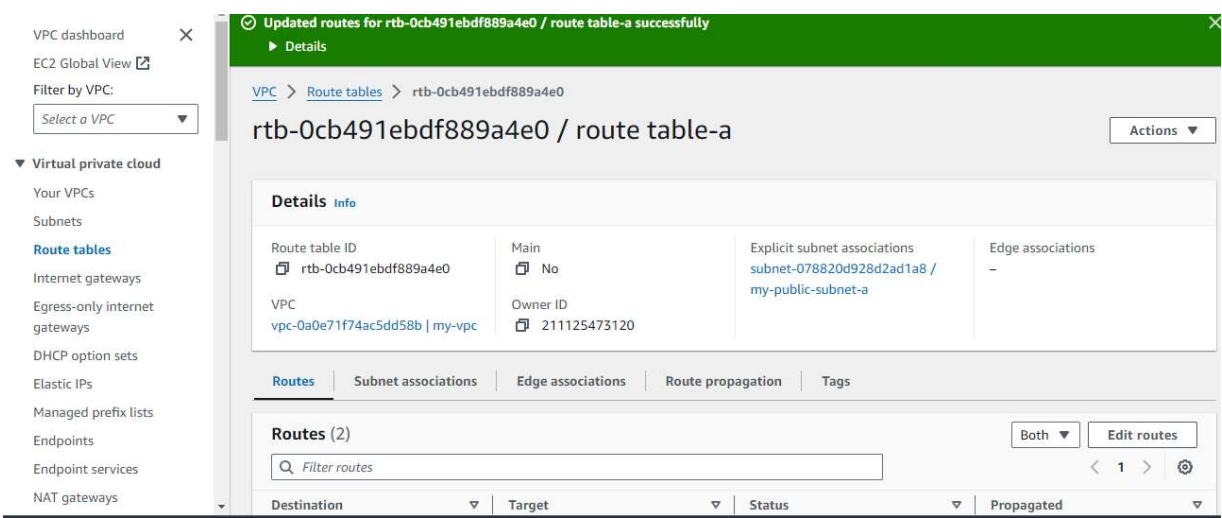 Updated routes for rtb-0cb491ebdf889a4e0 / route table-a successfully
Details
VPC dashboard
EC2 Global View
Filter by VPC:
Select a VPC
Virtual private cloud
Your VPCs
Subnets
Route tables
Internet gateways
Egress-only internet
gateways
DHCP option sets
Elastic IPs
Managed prefix lists
Endpoints
Endpoint services
NAT gateways
VPC > Route tables > rtb-0cb491ebdf889a4e0
rtb-0cb491ebdf889a4e0 / route table-a
Actions
Details Info
Route table ID
rtb-0cb491ebdf889a4e0
Main
No
Explicit subnet associations
subnet-078820d928d2ad1a8 /
my-public-subnet-a
Edge associations
–
VPC
vpc-0a0e71f74ac5dd58b | my-vpc
Owner ID
211125473120
Routes Subnet associations Edge associations Route propagation Tags
Routes (2)
Both
Edit routes
Filter routes
1
Destination Target Status Propagated